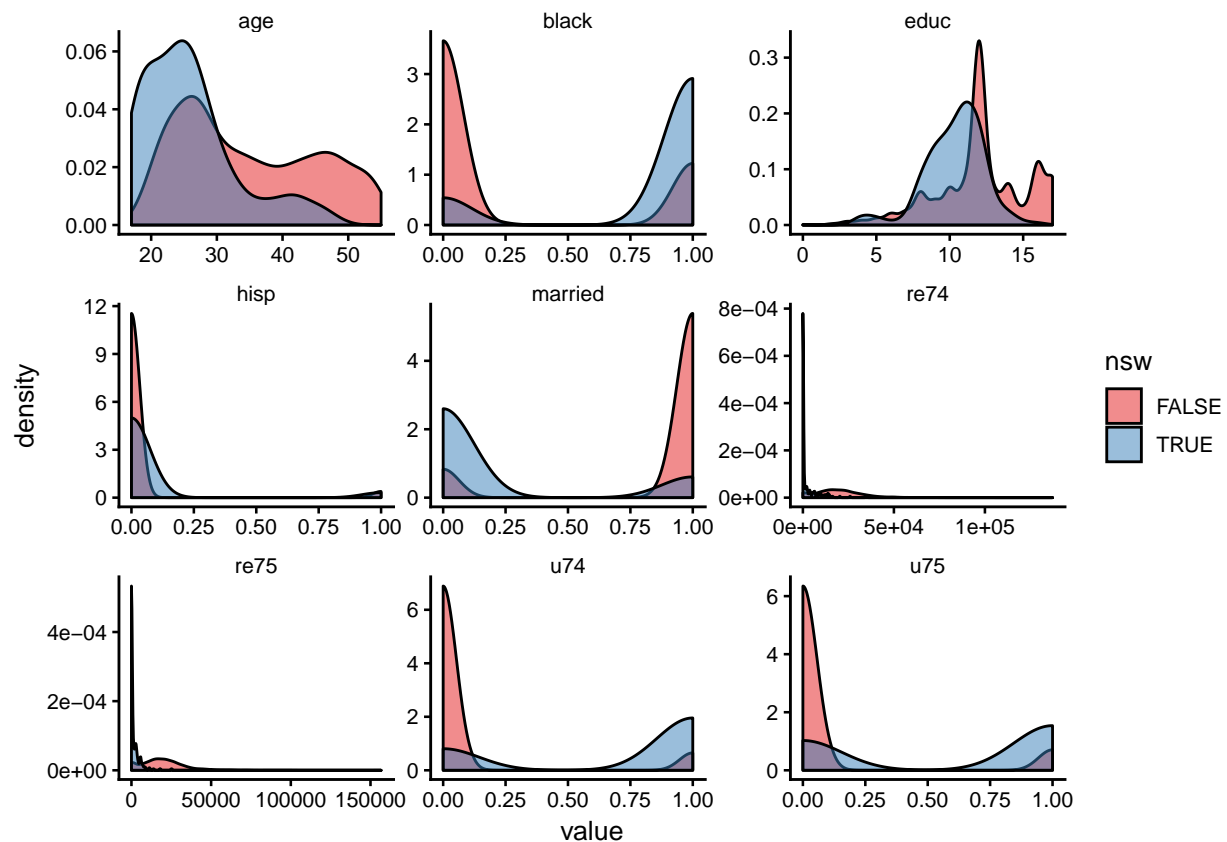 age
black
educ
0.06
0.04
0.02
0.00
20
30
40
50
3
2
1
0
0.00
0.25
0.50
0.75
1.00
0.3
0.2
0.1
0.0
0
5
10
15
hisp
married
re74
12
9
6
3
0
0.00
0.25
0.50
0.75
1.00
4
2
0
0.00
0.25
0.50
0.75
1.00
8e−04
6e−04
4e−04
2e−04
0e+00
0e+00
5e+04
1e+05
density
nsw
FALSE
TRUE
re75
u74
u75
4e−04
2e−04
0e+00
0
50000
100000
150000
6
4
2
0
0.00
0.25
0.50
0.75
1.00
6
4
2
0
0.00
0.25
0.50
0.75
1.00
value